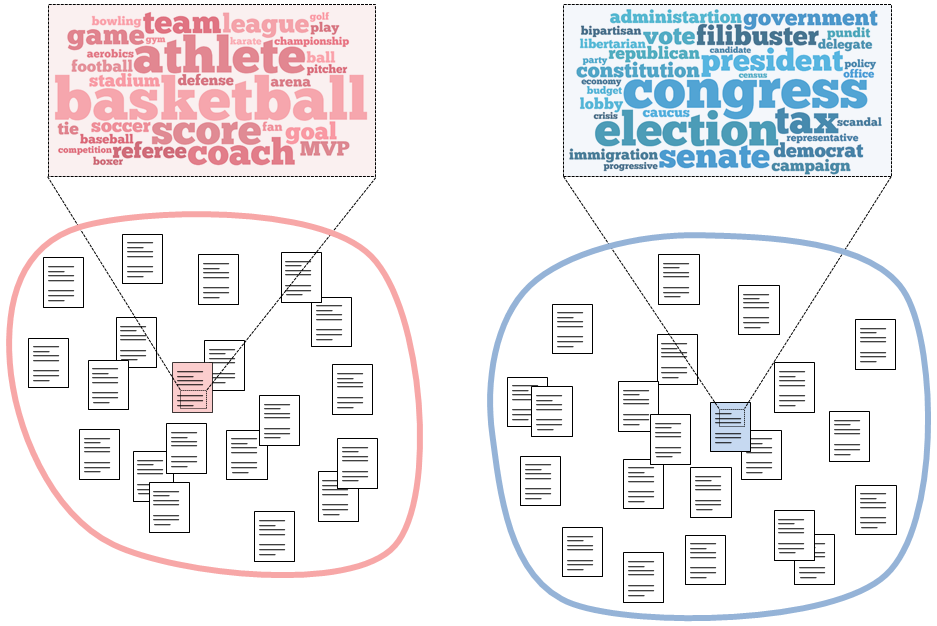 bowling team league golf
game gym play
karate championship
aerobics athlete ball
football pitcher
stadium defense arena
basketball
tie soccer score fan goal
baseball
competition referee coach MVP
boxer
administartion government
bipartisan vote filibuster pundit
libertarian delegate
republican candidate
party president policy
constitution census office
economy
budget congress
lobby caucus
crisis election tax scandal
representative
immigration senate democrat
progressive campaign